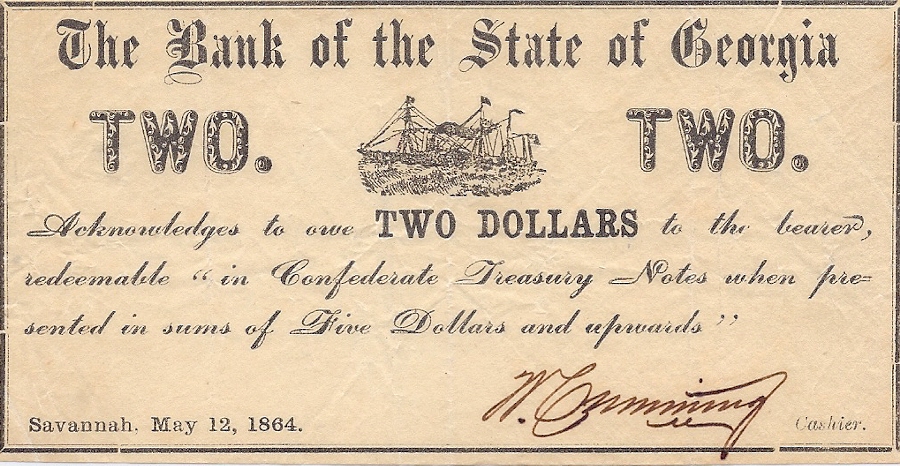 The Bank of the State of Georgia
TWO. TWO.
Acknowledges to owe TWO DOLLARS to the bearer,
redeemable “in Confederate Treasury Notes when pre-
sented in sums of Five Dollars and upwards”
W. Cumming
Savannah, May 12, 1864. Cashier.